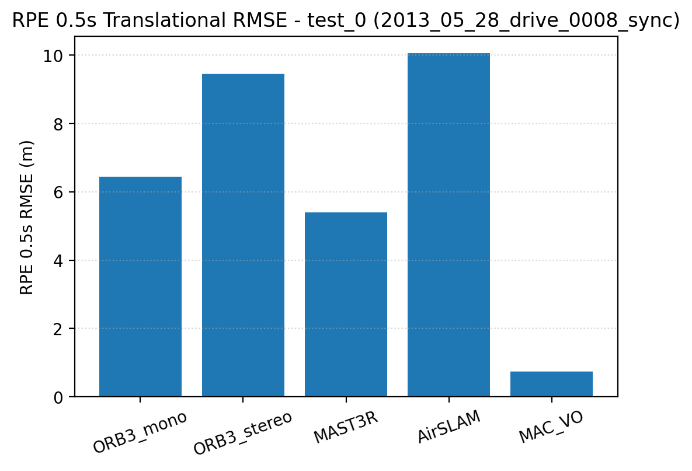 RPE 0.5s Translational RMSE - test_0 (2013_05_28_drive_0008_sync)
RPE 0.5s RMSE (m)
10
8
6
4
2
0
ORB3_mono
ORB3_stereo
MAST3R
AirSLAM
MAC_VO